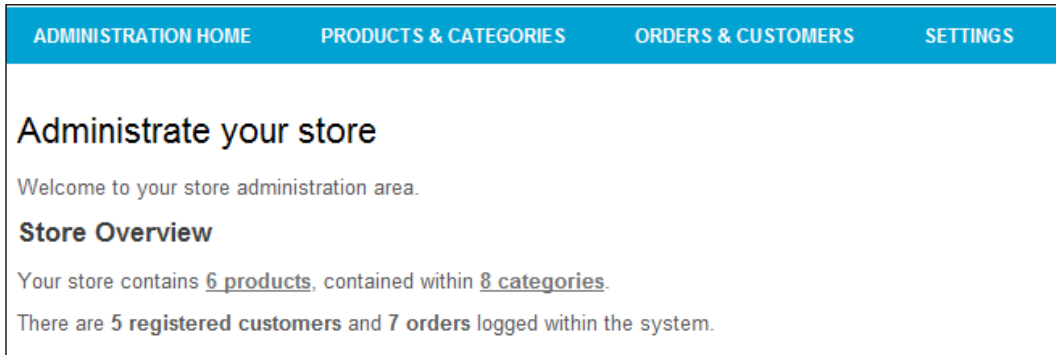 ADMINISTRATION HOME PRODUCTS & CATEGORIES ORDERS & CUSTOMERS SETTINGS
Administrate your store
Welcome to your store administration area.
Store Overview
Your store contains 6 products, contained within 8 categories.
There are 5 registered customers and 7 orders logged within the system.